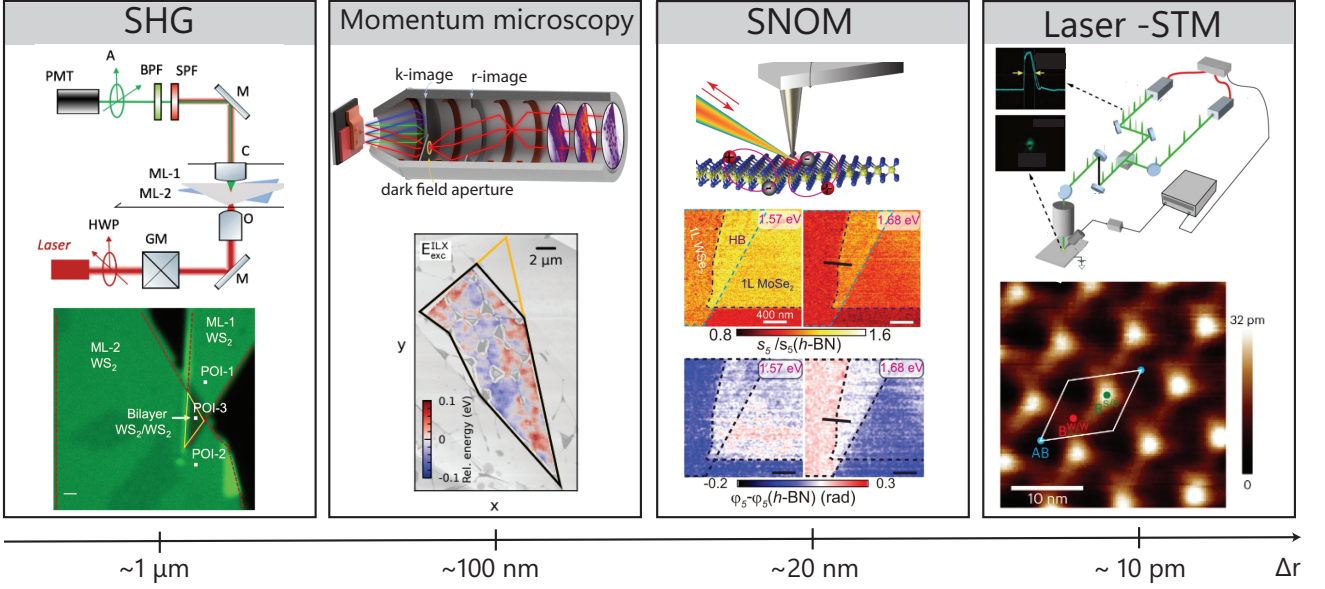 SHG
Momentum microscopy
SNOM
Laser -STM
A
PMT
BPF
SPF
M
C
ML-1
ML-2
O
HWP
GM
Laser
M
ML-1
WS2
ML-2
WS2
POI-1
POI-3
Bilayer
WS2/WS2
POI-2
k-image
r-image
dark field aperture
E ILX exc
2 μm
y
0.1
0
-0.1
Rel. energy (eV)
x
+
-
-
+
1L WSe2
HB
1L MoSe2
1.57 eV
1.68 eV
400 nm
0.8
s5/s5(h-BN)
1.6
1.57 eV
1,68 eV
-0.2
0.3
φ5-φ5(h-BN) (rad)
32 pm
0
B W/W
AB
10 nm
~1 μm
~100 nm
~20 nm
~ 10 pm
Δr